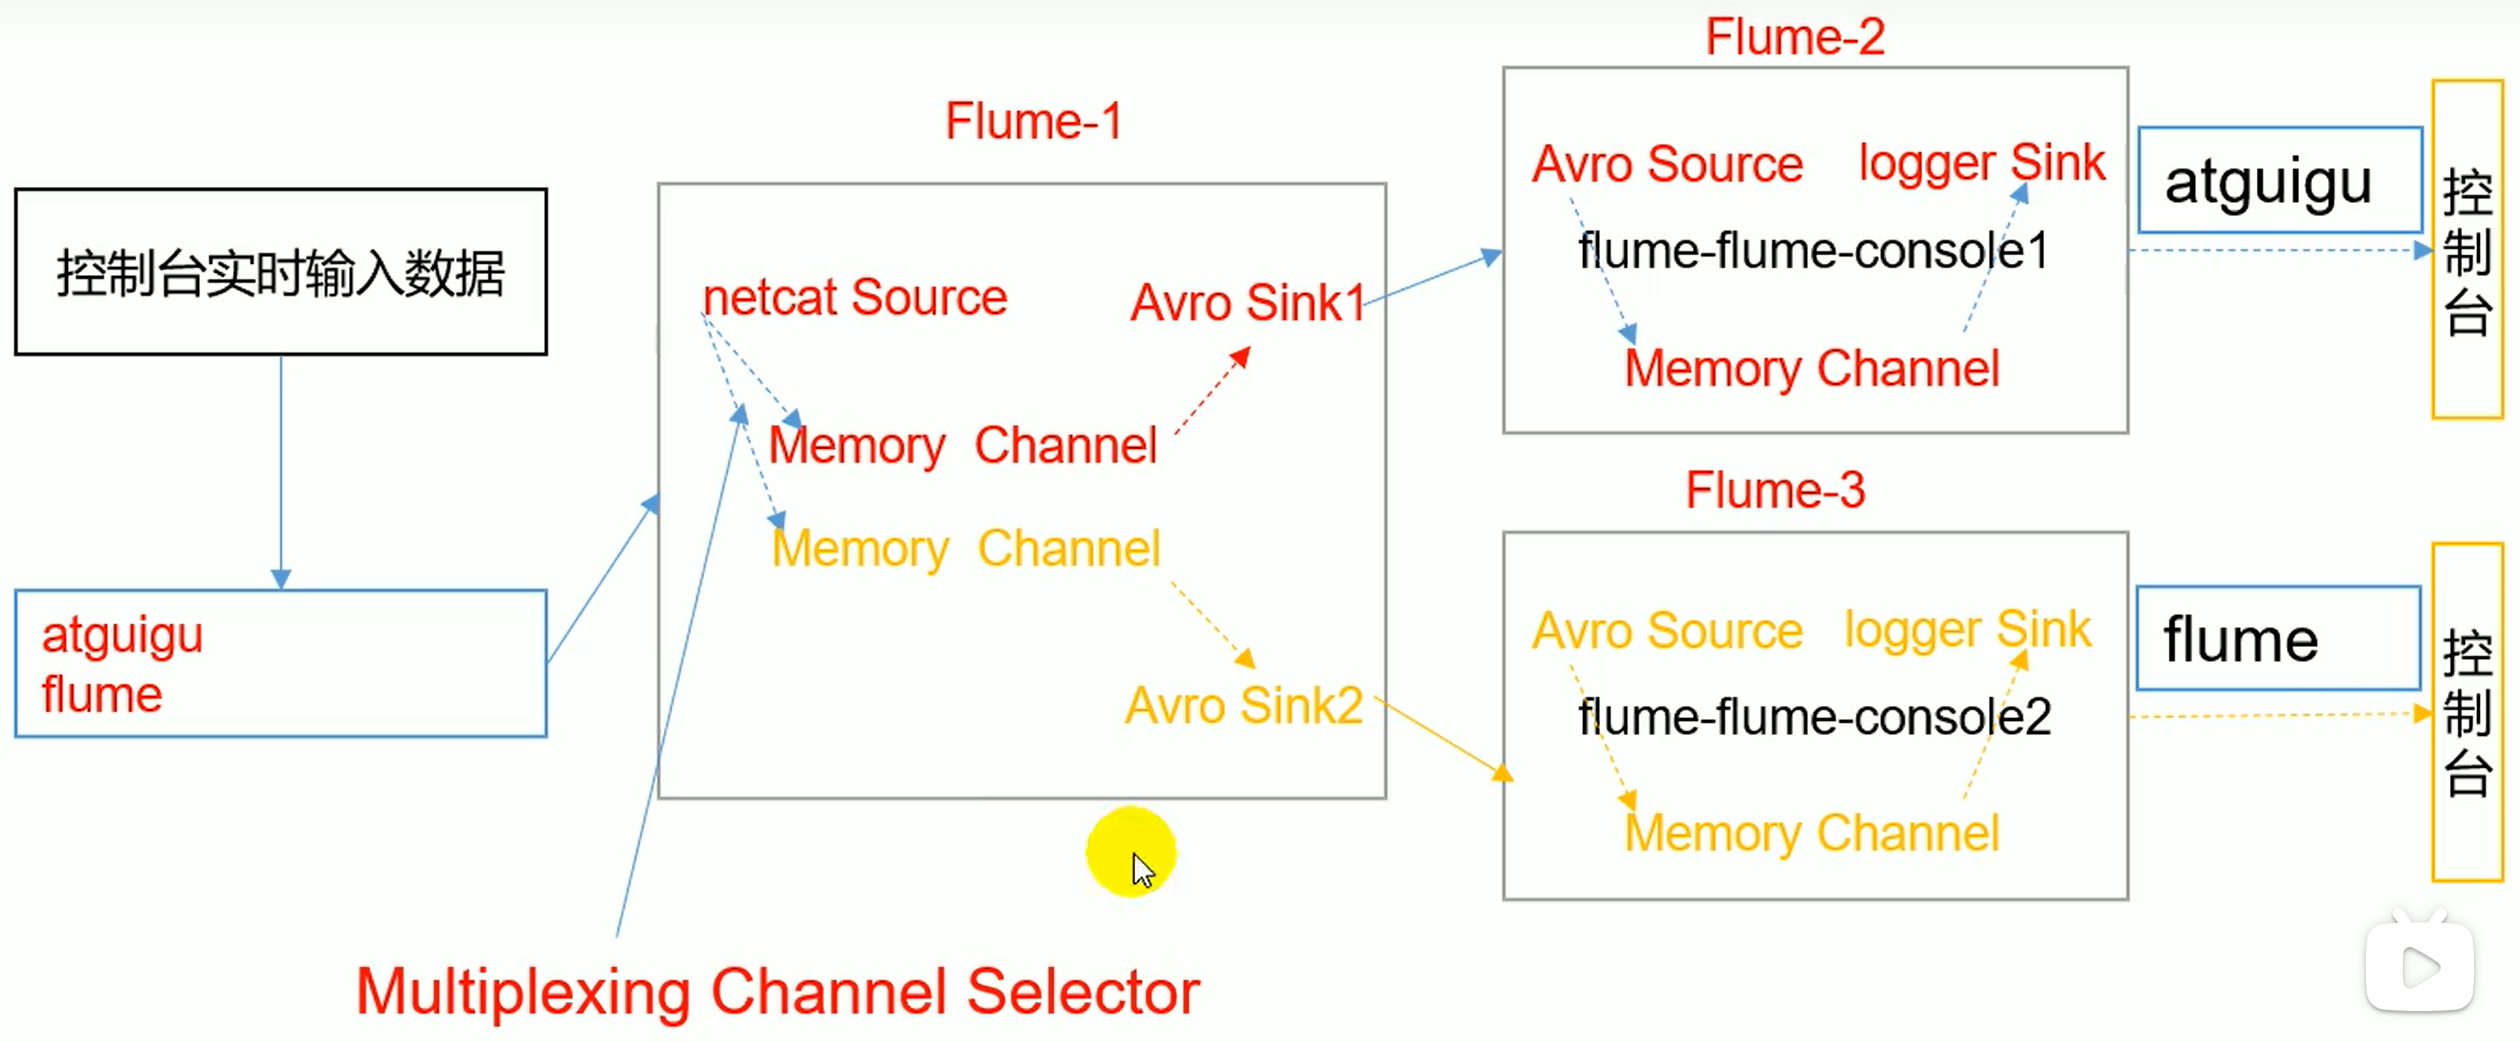 控制台实时输入数据
atguigu
flume
Flume-1
netcat Source
Avro Sink1
Memory Channel
Memory Channel
Avro Sink2
Multiplexing Channel Selector
Flume-2
Avro Source
logger Sink
flume-flume-console1
Memory Channel
atguigu
控制台
Flume-3
Avro Source
logger Sink
flume-flume-console2
Memory Channel
flume
控制台